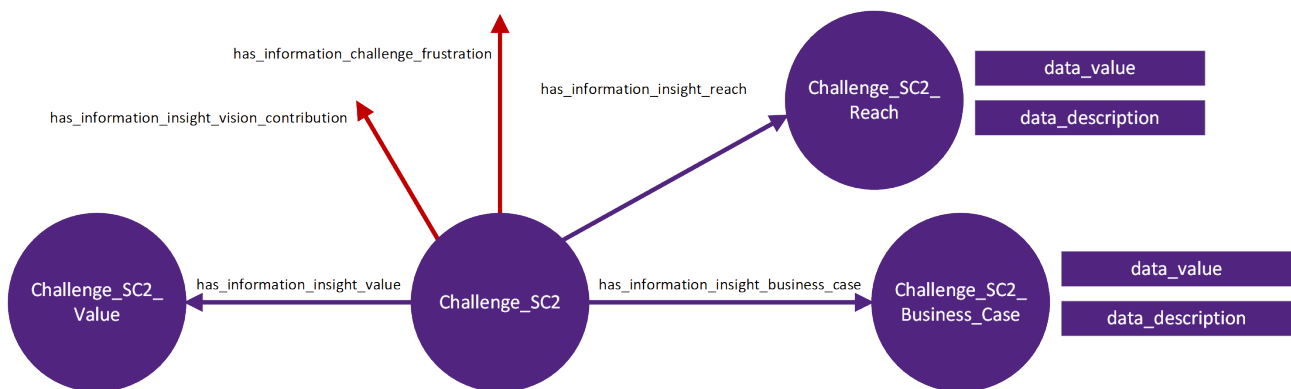 has_information_challenge_frustration
has_information_insight_reach
Challenge_SC2_
Reach
data_value
data_description
has_information_insight_vision_contribution
Challenge_SC2_
Value
has_information_insight_value
Challenge_SC2
has_information_insight_business_case
Challenge_SC2_
Business_Case
data_value
data_description